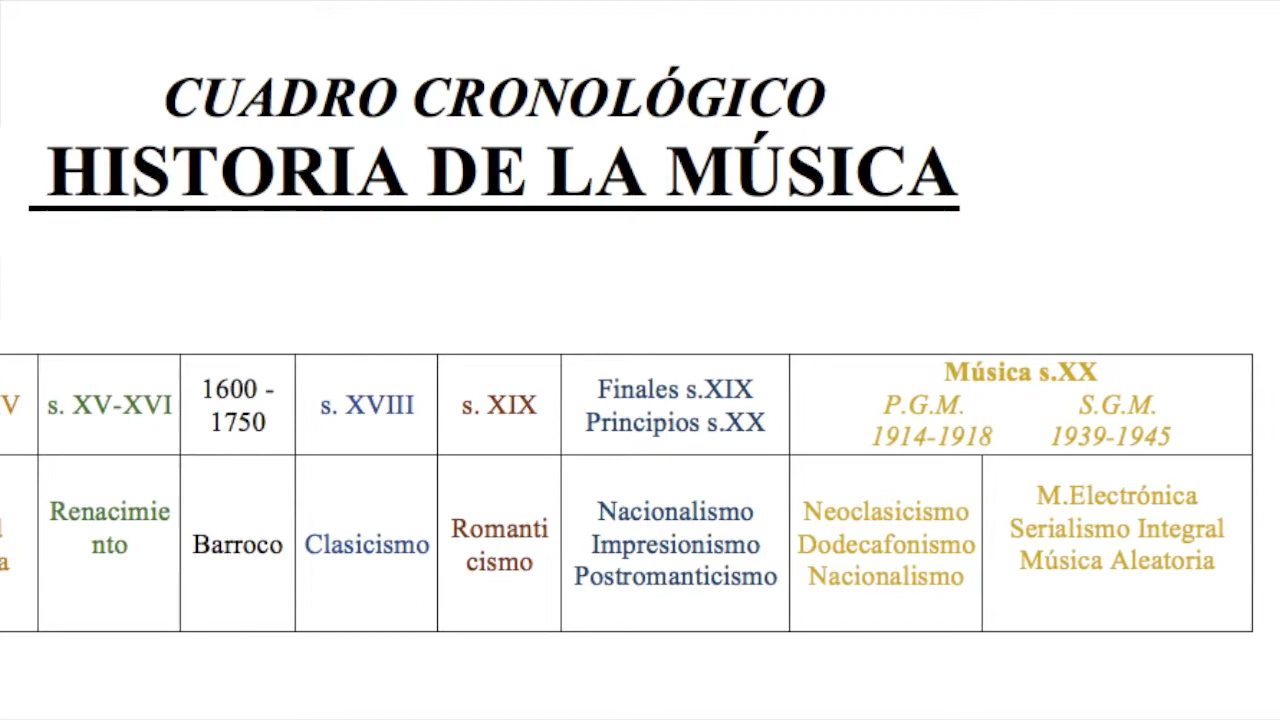 CUADRO CRONOLÓGICO
HISTORIA DE LA MÚSICA
s. XV-XVI
1600 -
1750
s. XVIII
s. XIX
Finales s.XIX
Principios s.XX
Música s.XX
P.G.M. S.G.M.
1914-1918 1939-1945
Renacimie
nto
Barroco
Clasicismo
Romanti
cismo
Nacionalismo
Impresionismo
Postromanticismo
Neoclasicismo
Dodecafonismo
Nacionalismo
M.Electrónica
Serialismo Integral
Música Aleatoria